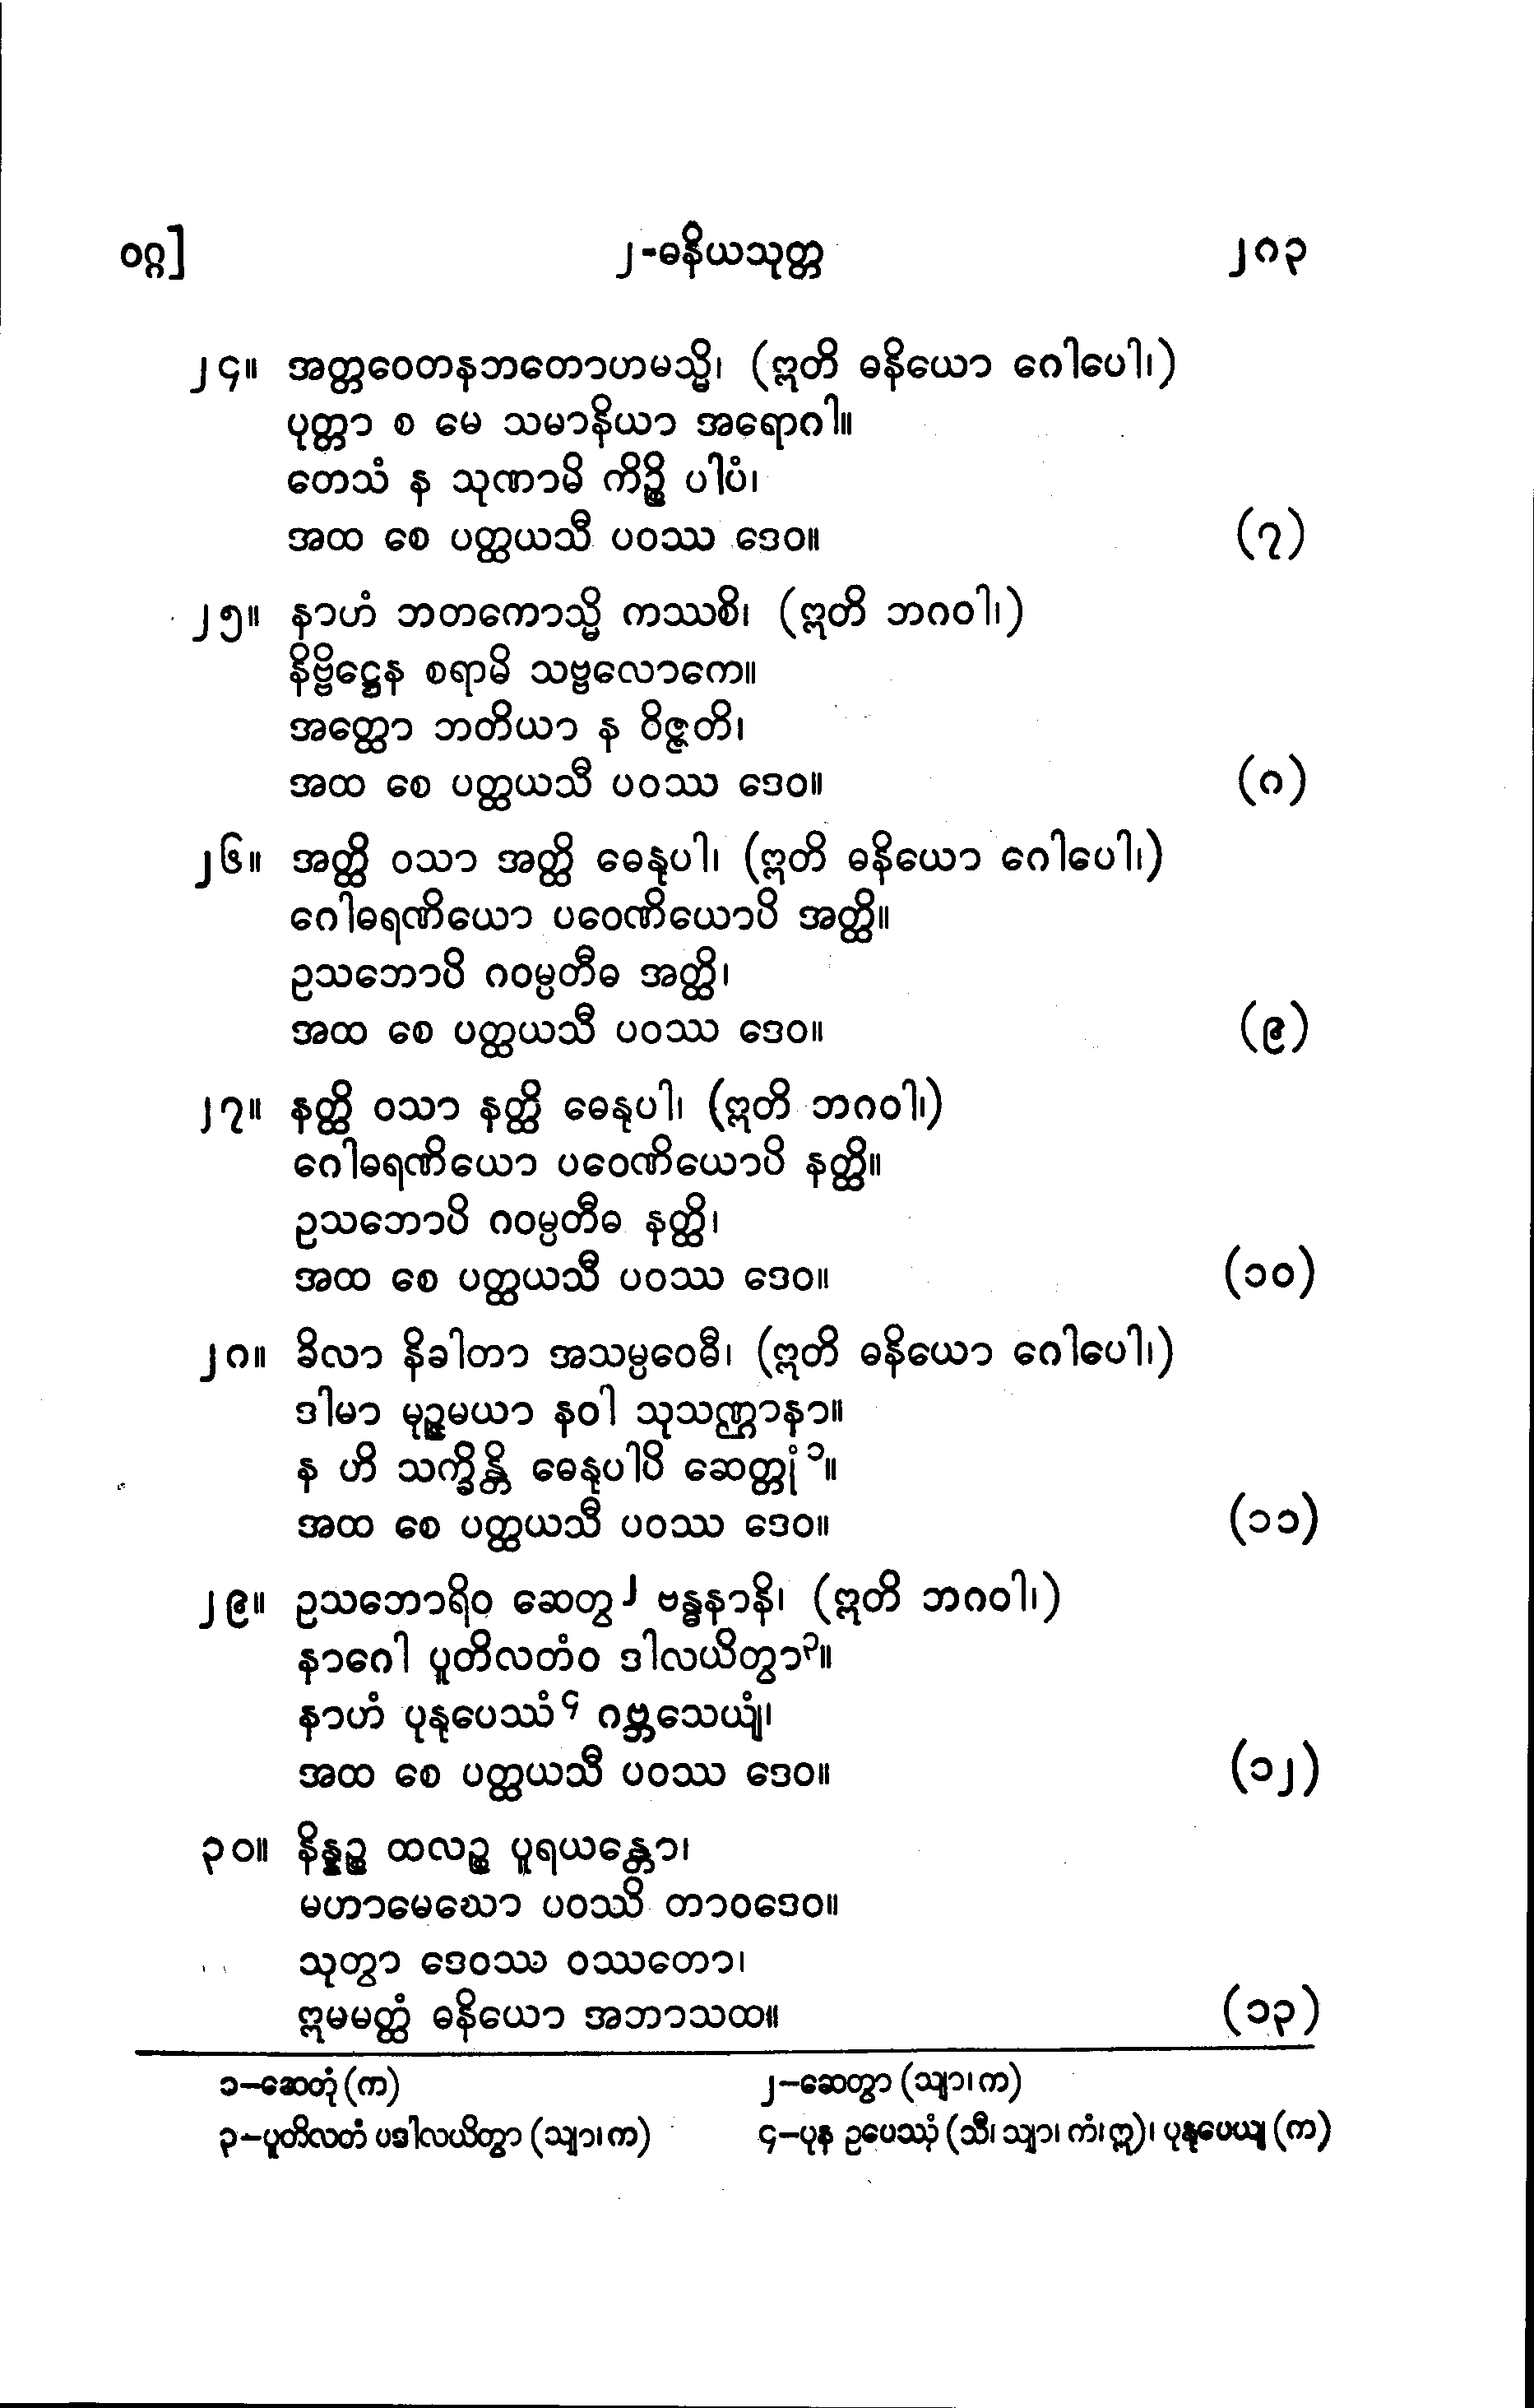 ဝဂ္ဂ]
၂-ဓနိယသုတ္တ
၂၈၃
၂၄။ အတ္တဝေတနဘတောဟမသ္မိ၊ (ဣတိ ဓနိယော ဂေါပေါ၊)
ပုတ္တာ စ မေ သမာနိယာ အရောဂါ။
တေသံ န သုဏာမိ ကိဉ္စိ ပါပံ၊
အထ စေ ပတ္ထယသီ ပဝဿ ဒေဝ။ (၇)
၂၅။ နာဟံ ဘတကောသ္မိ ကဿစိ၊ (ဣတိ ဘဂဝါ၊)
နိဗ္ဗိဋ္ဌေန စရာမိ သဗ္ဗလောကေ။
အတ္ထော ဘတိယာ န ဝိဇ္ဇတိ၊
အထ စေ ပတ္ထယသီ ပဝဿ ဒေဝ။ (၈)
၂၆။ အတ္ထိ ဝသာ အတ္ထိ ဓေနုပါ၊ (ဣတိ ဓနိယော ဂေါပေါ၊)
ဂေါဓရဏိယော ပဝေဏိယောပိ အတ္ထိ။
ဥသဘောပိ ဂဝမ္ပတီဓ အတ္ထိ၊
အထ စေ ပတ္ထယသီ ပဝဿ ဒေဝ။ (၉)
၂၇။ နတ္ထိ ဝသာ နတ္ထိ ဓေနုပါ၊ (ဣတိ ဘဂဝါ၊)
ဂေါဓရဏိယော ပဝေဏိယောပိ နတ္ထိ။
ဥသဘောပိ ဂဝမ္ပတီဓ နတ္ထိ၊
အထ စေ ပတ္ထယသီ ပဝဿ ဒေဝ။ (၁၀)
၂၈။ ခိလာ နိခါတာ အသမ္ပဝေဓီ၊ (ဣတိ ဓနိယော ဂေါပေါ၊)
ဒါမာ မုဉ္ဇမယာ နဝါ သုသဏ္ဌာနာ။
န ဟိ သက္ခိန္တိ ဓေနုပါပိ ဆေတ္တုံ ၁။
အထ စေ ပတ္ထယသီ ပဝဿ ဒေဝ။ (၁၁)
၂၉။ ဥသဘောရိဝ ဆေတွ ၂ ဗန္ဓနာနိ၊ (ဣတိ ဘဂဝါ၊)
နာဂေါ ပူတိလတံဝ ဒါလယိတွာ၃။
နာဟံ ပုနုပေဿံ ၄ ဂဗ္ဘသေယျံ၊
အထ စေ ပတ္ထယသီ ပဝဿ ဒေဝ။ (၁၂)
၃၀။ နိန္နဉ္စ ထလဉ္စ ပူရယန္တော၊
မဟာမေဃော ပဝဿိ တာဝဒေဝ။
သုတွာ ဒေဝဿ ဝဿတော၊
ဣမမတ္ထံ ဓနိယော အဘာသထ။ (၁၃)
၁–ဆေတုံ (က)
၂–ဆေတွာ (သျာ၊ က)
၃–ပူတိလတံ ပဒါလယိတွာ (သျာ၊ က)
၄–ပုန ဥပေဿံ (သီ၊ သျာ၊ ကံ၊ ဣ)၊ ပုနုပေယျ (က)